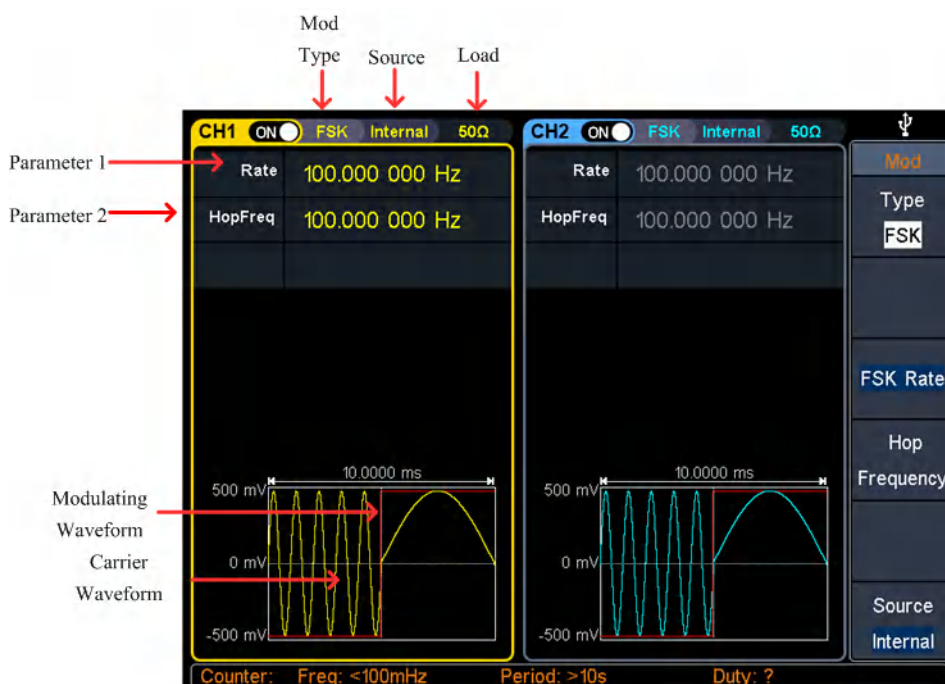 Mod
Type
Source
Load
CH1 ON FSK Internal 50Ω
CH2 ON FSK Internal 50Ω
Parameter 1
Rate 100.000 000 Hz
Rate 100.000 000 Hz
Mod
Parameter 2
HopFreq 100.000 000 Hz
HopFreq 100.000 000 Hz
Type
FSK
FSK Rate
Hop
Frequency
10.0000 ms
500 mV
0 mV
-500 mV
10.0000 ms
500 mV
0 mV
-500 mV
Modulating
Waveform
Carrier
Waveform
Source
Internal
Counter: Freq: <100mHz Period: >10s Duty: ?